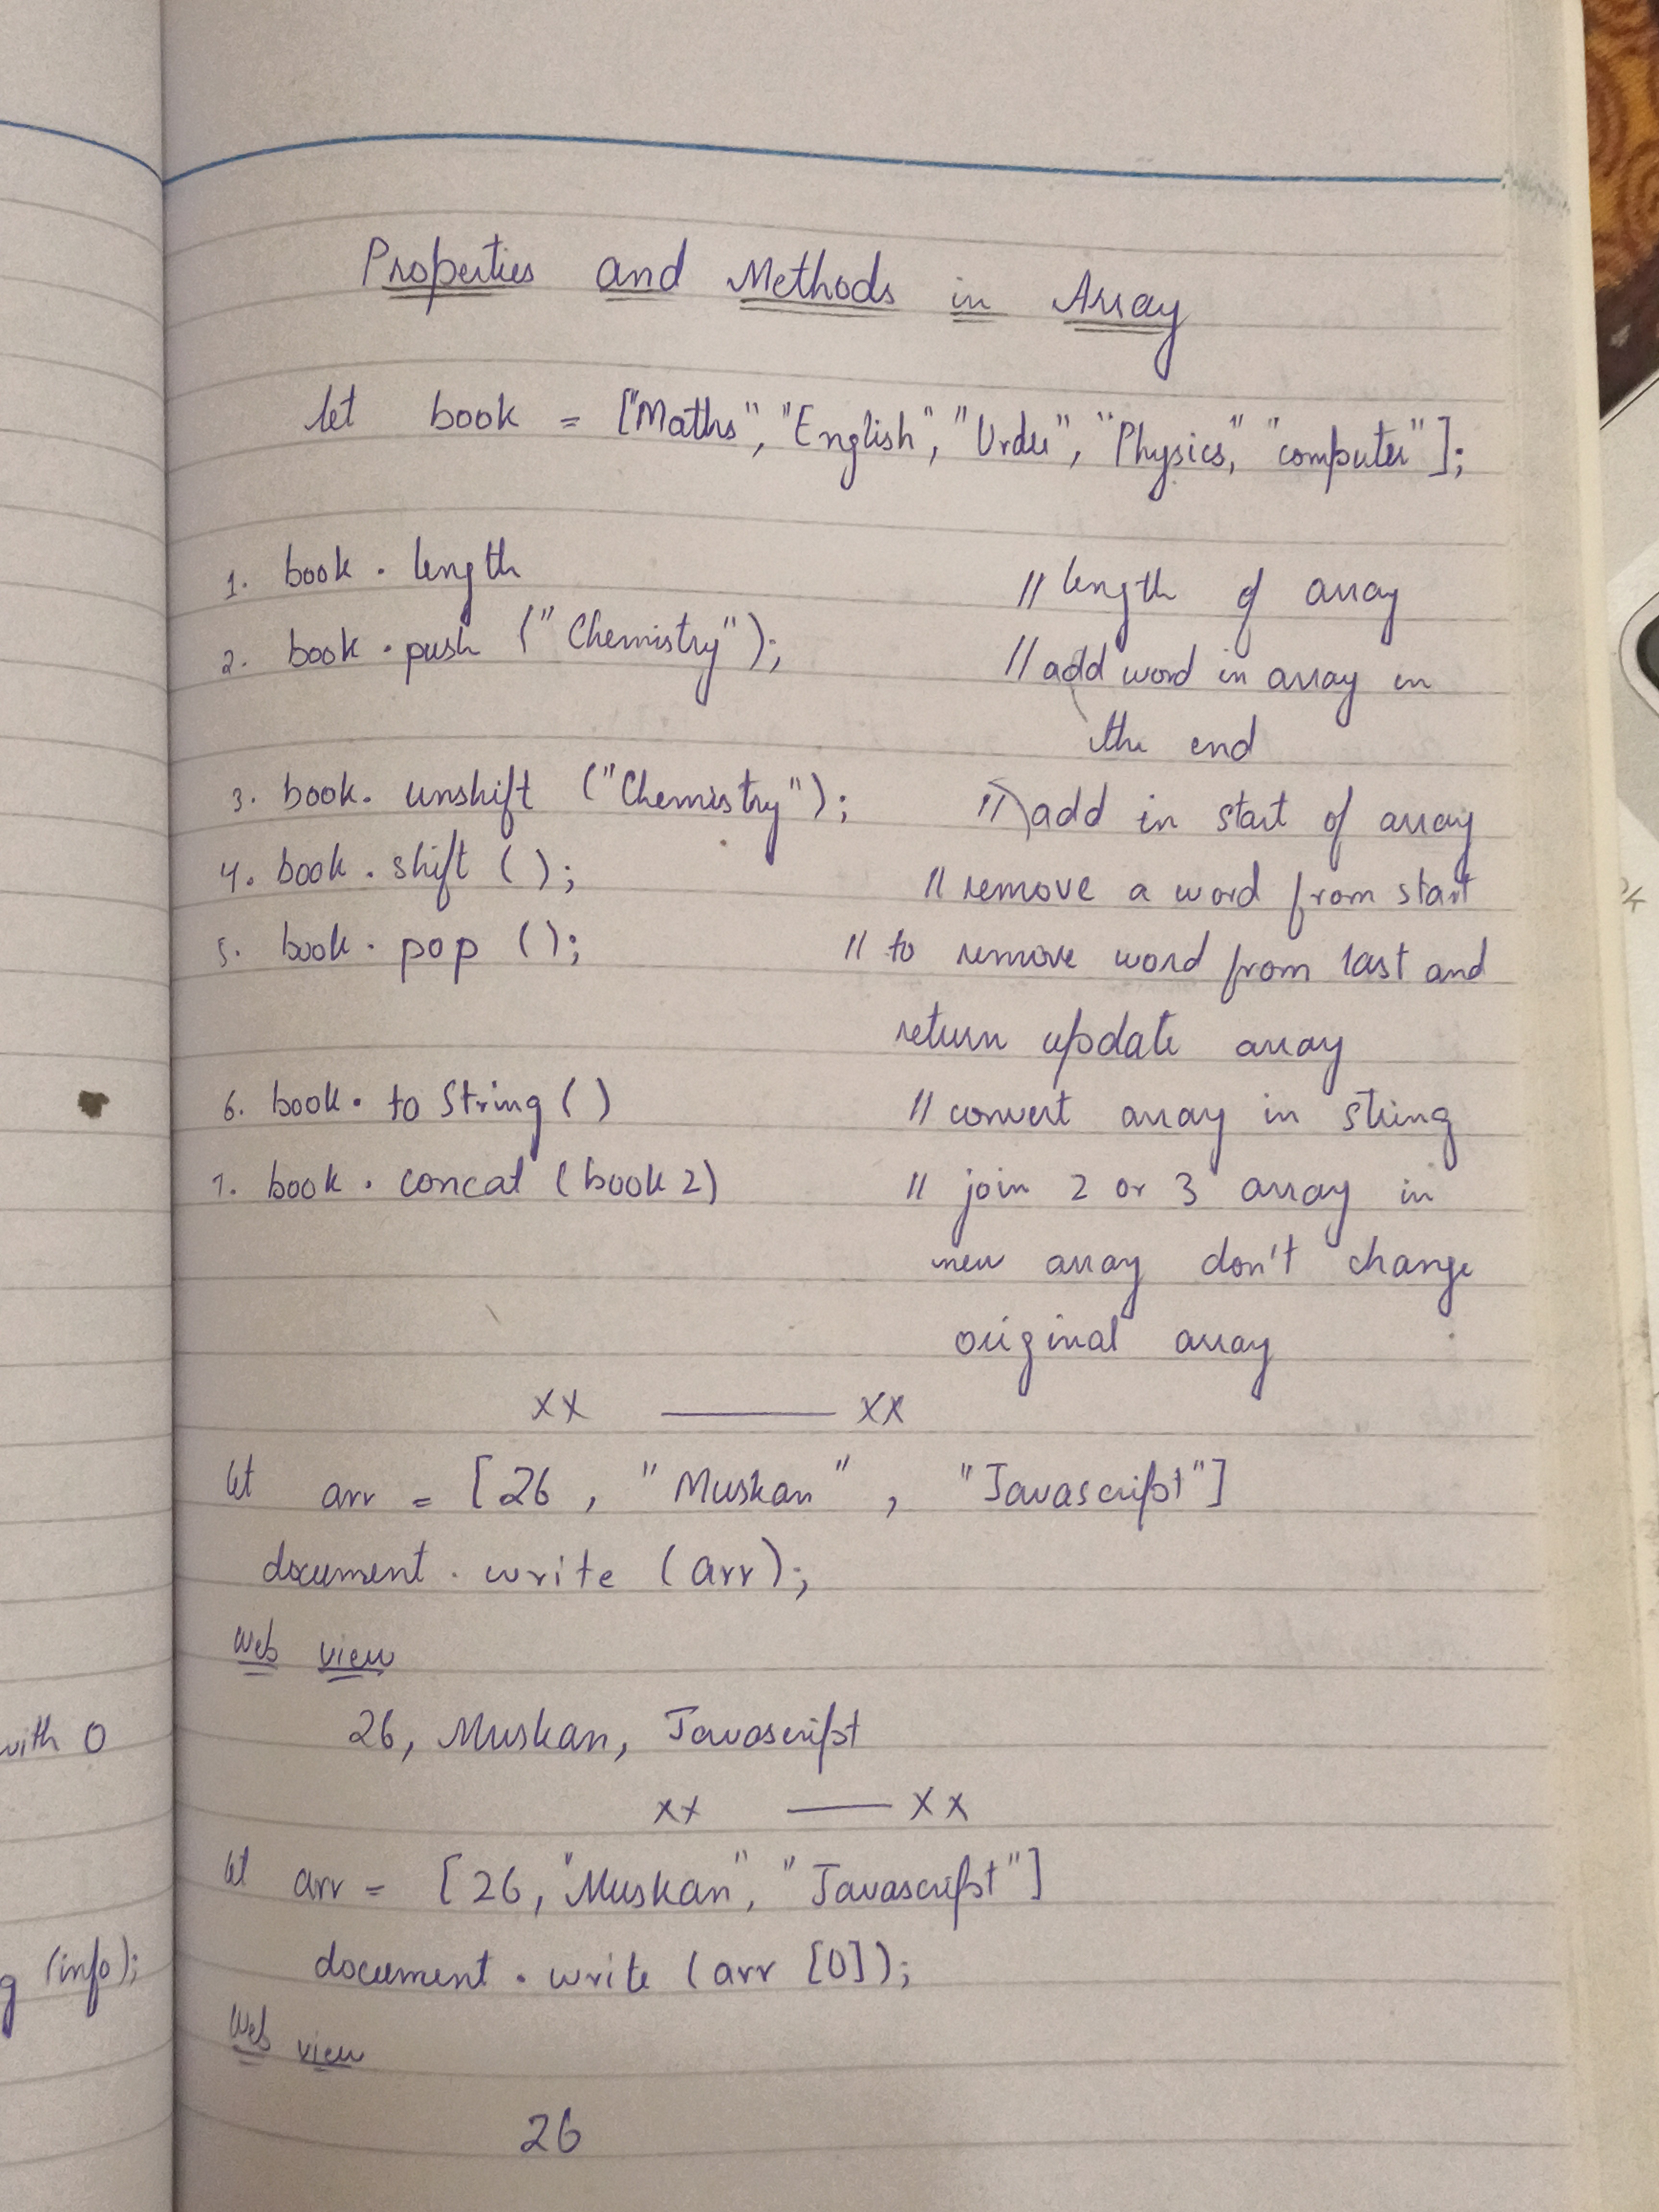 Properties and Methods in Array
let book = ["Maths", "English", "Urdu", "Physics," "computer"];
1. book . length // length of array
2. book . push ("Chemistry"); // add word in array in
the end
3. book. unshift ("Chemistry"); // add in start of array
4. book . shift ( ); // remove a word from start
5. book . pop ( ); // to remove word from last and
return update array
6. book . to String ( ) // convert array in string
7. book . concat (book 2) // join 2 or 3 array in
new array don't change
original array
xx —— xx
let arr = [26 , "Muskan" , "Javascript"]
document . write (arr);
Web view
26, Muskan, Javascript
xx —— xx
let arr = [26, "Muskan", "Javascript"]
document . write (arr [0]);
Web view
26
with 0
(info);